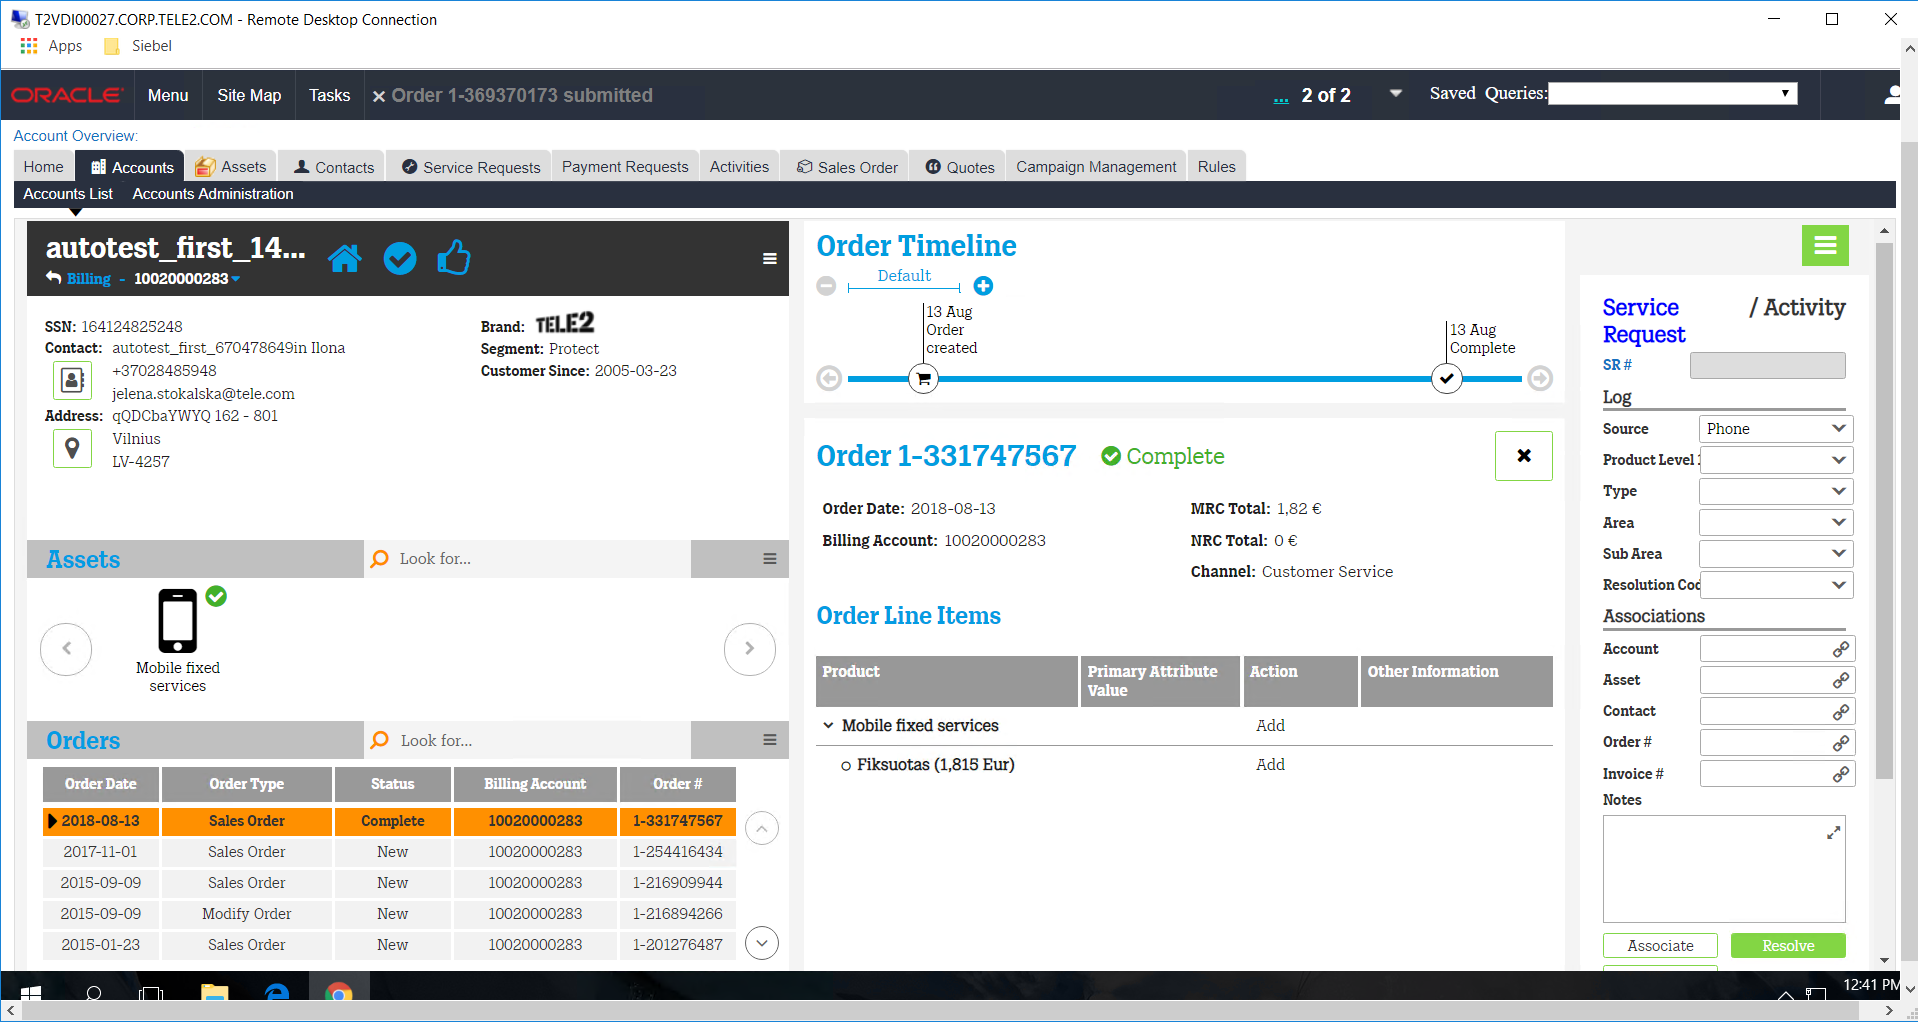 T2VDI00027.CORP.TELE2.COM - Remote Desktop Connection
Apps Siebel
ORACLE Menu Site Map Tasks × Order 1-369370173 submitted ... 2 of 2 Saved Queries:
Account Overview:
Home Accounts Assets Contacts Service Requests Payment Requests Activities Sales Order Quotes Campaign Management Rules
Accounts List Accounts Administration
autotest_first_14...
Billing - 10020000283
SSN: 164124825248
Contact: autotest_first_670478649in Ilona
+37028485948
jelena.stokalska@tele.com
Address: qQDCbaYWYQ 162 - 801
Vilnius
LV-4257
Brand: TELE2
Segment: Protect
Customer Since: 2005-03-23
Assets Look for...
Mobile fixed
services
Orders Look for...
Order Date Order Type Status Billing Account Order #
2018-08-13 Sales Order Complete 10020000283 1-331747567
2017-11-01 Sales Order New 10020000283 1-254416434
2015-09-09 Sales Order New 10020000283 1-216909944
2015-09-09 Modify Order New 10020000283 1-216894266
2015-01-23 Sales Order New 10020000283 1-201276487
Order Timeline
Default
13 Aug
Order
created
13 Aug
Complete
Order 1-331747567 Complete
Order Date: 2018-08-13
Billing Account: 10020000283
MRC Total: 1,82 €
NRC Total: 0 €
Channel: Customer Service
Order Line Items
Product Primary Attribute Value Action Other Information
Mobile fixed services Add
Fiksuotas (1,815 Eur) Add
Service Request / Activity
SR #
Log
Source Phone
Product Level
Type
Area
Sub Area
Resolution Cod
Associations
Account
Asset
Contact
Order #
Invoice #
Notes
Associate Resolve
12:41 PM